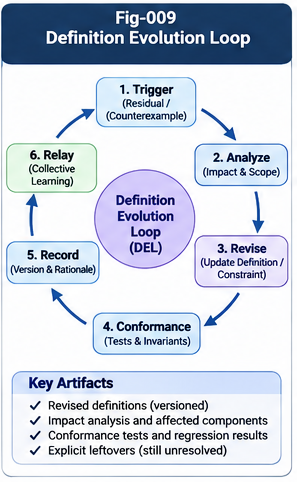 Fig-009
Definition Evolution Loop
1. Trigger
(Residual /
(Counterexample)
2. Analyze
(Impact & Scope)
3. Revise
(Update Definition /
Constraint)
4. Conformance
(Tests & Invariants)
5. Record
(Version & Rationale)
6. Relay
(Collective
Learning)
Definition
Evolution
Loop
(DEL)
Key Artifacts
✓ Revised definitions (versioned)
✓ Impact analysis and affected components
✓ Conformance tests and regression results
✓ Explicit leftovers (still unresolved)